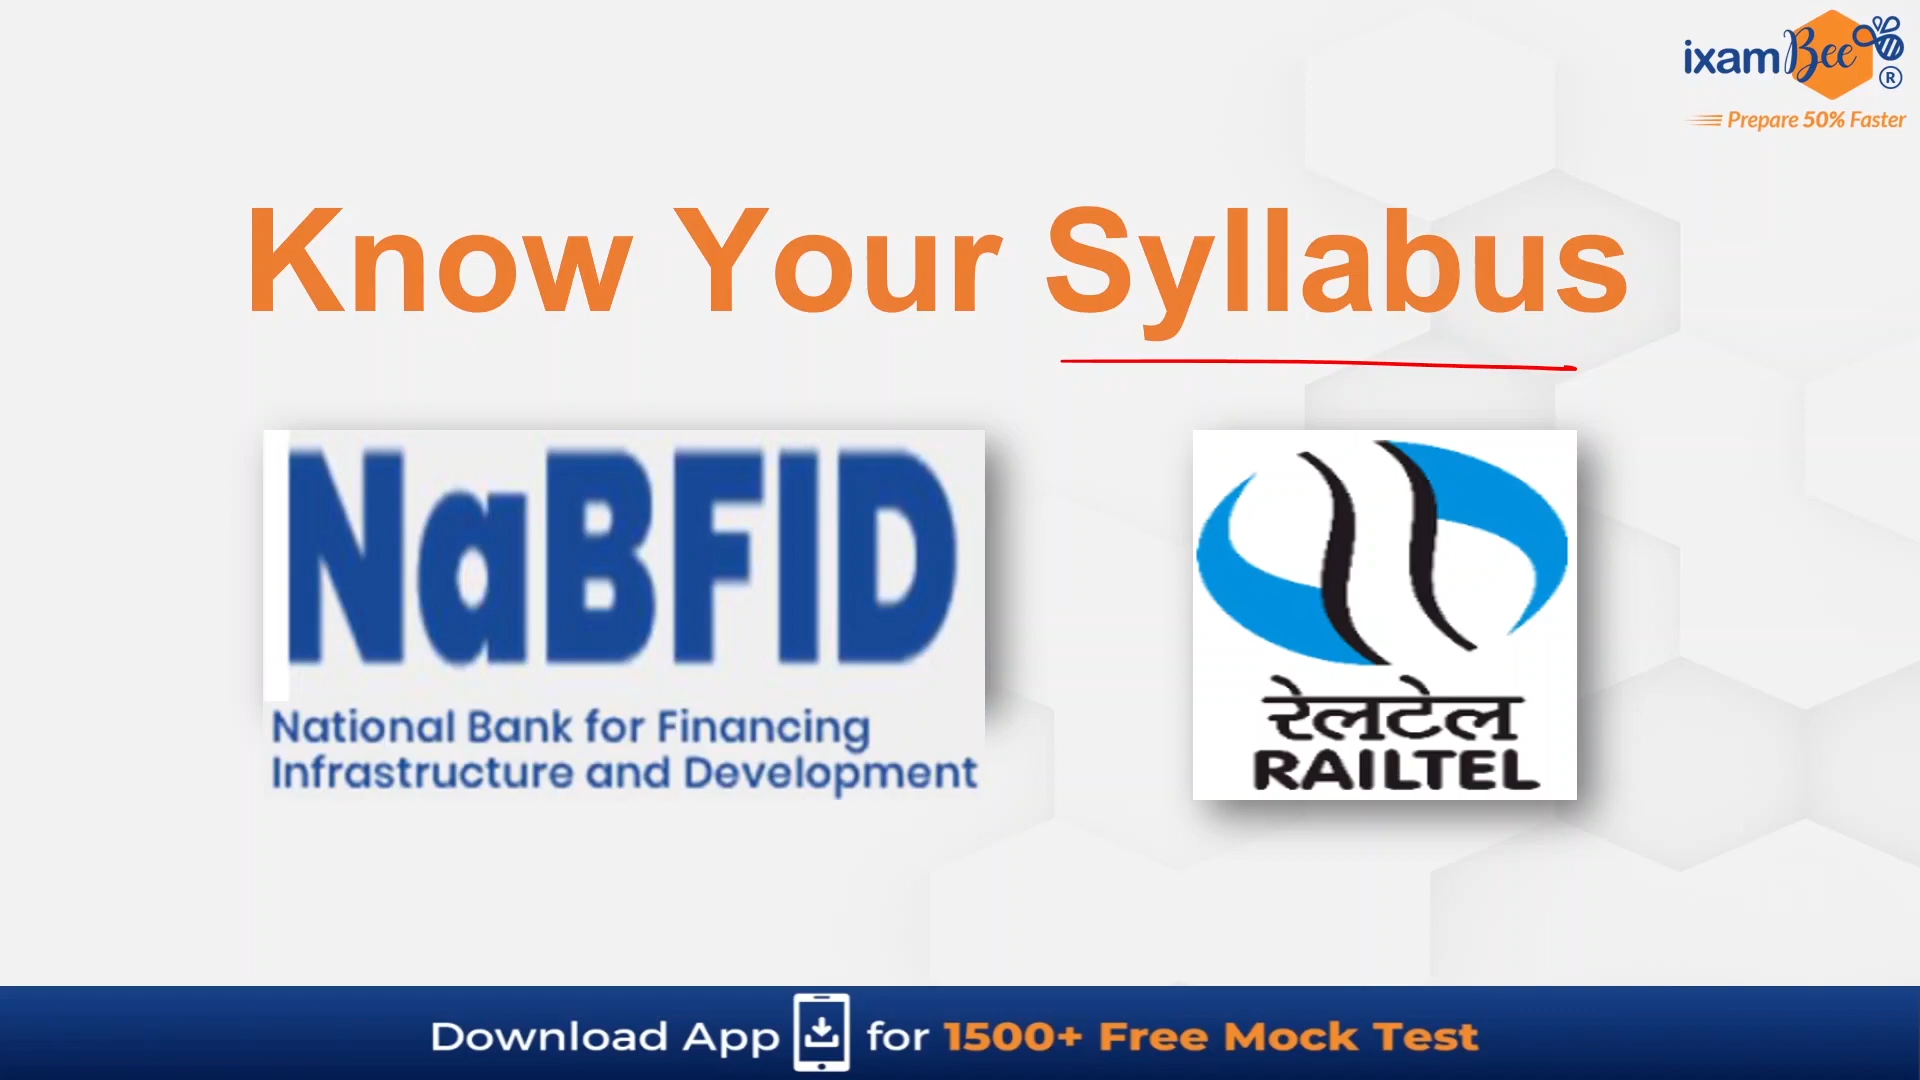 ixamBee®
Prepare 50% Faster
Know Your Syllabus
NaBFID
National Bank for Financing
Infrastructure and Development
रेलटेल
RAILTEL
Download App for 1500+ Free Mock Test